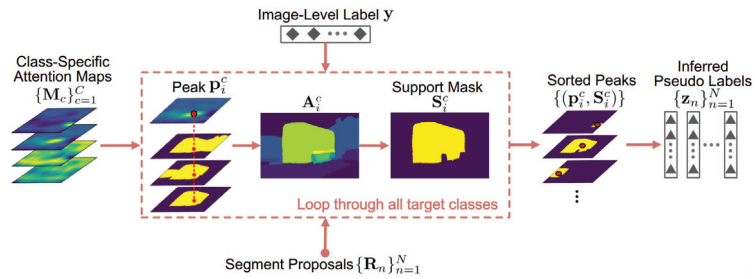 Image-Level Label y
Class-Specific
Attention Maps
{M_c}_{c=1}^C
Peak p_i^c
A_i^c
Support Mask
S_i^c
Sorted Peaks
{(p_i^c, S_i^c)}
Inferred
Pseudo Labels
{z_n}_{n=1}^N
Loop through all target classes
Segment Proposals {R_n}_{n=1}^N